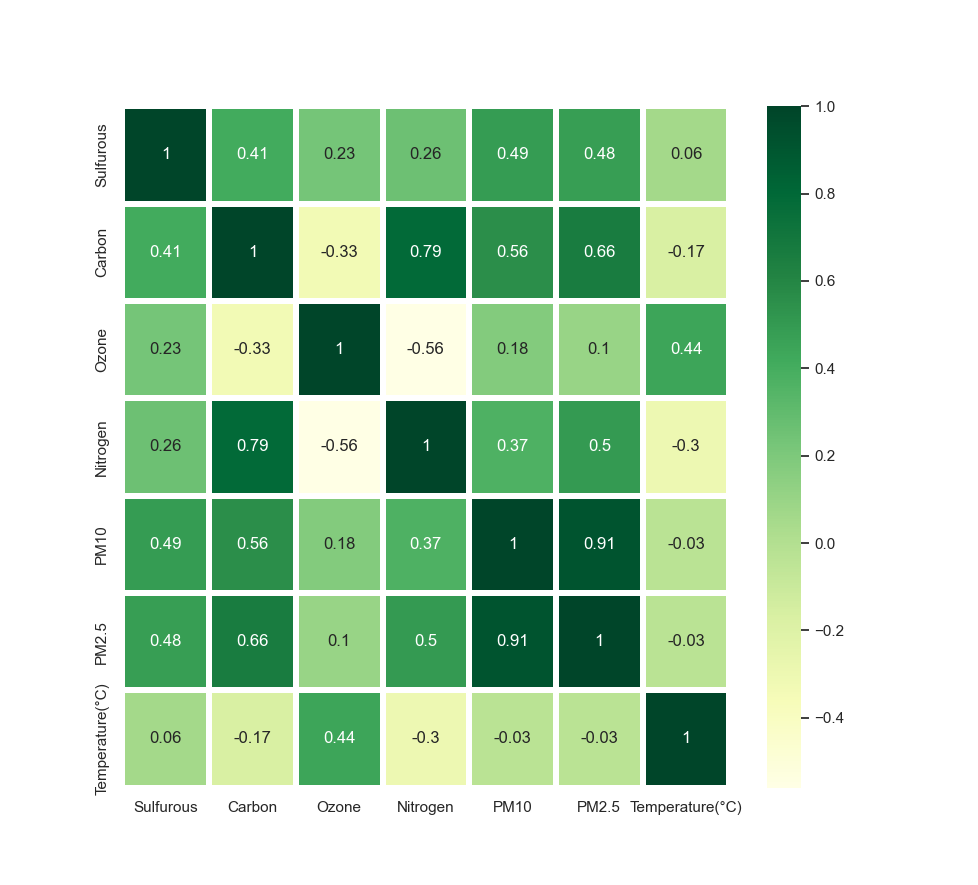 Sulfurous 1 0.41 0.23 0.26 0.49 0.48 0.06
Carbon 0.41 1 -0.33 0.79 0.56 0.66 -0.17
Ozone 0.23 -0.33 1 -0.56 0.18 0.1 0.44
Nitrogen 0.26 0.79 -0.56 1 0.37 0.5 -0.3
PM10 0.49 0.56 0.18 0.37 1 0.91 -0.03
PM2.5 0.48 0.66 0.1 0.5 0.91 1 -0.03
Temperature(°C) 0.06 -0.17 0.44 -0.3 -0.03 -0.03 1
Sulfurous Carbon Ozone Nitrogen PM10 PM2.5 Temperature(°C)
1.0
0.8
0.6
0.4
0.2
0.0
−0.2
−0.4